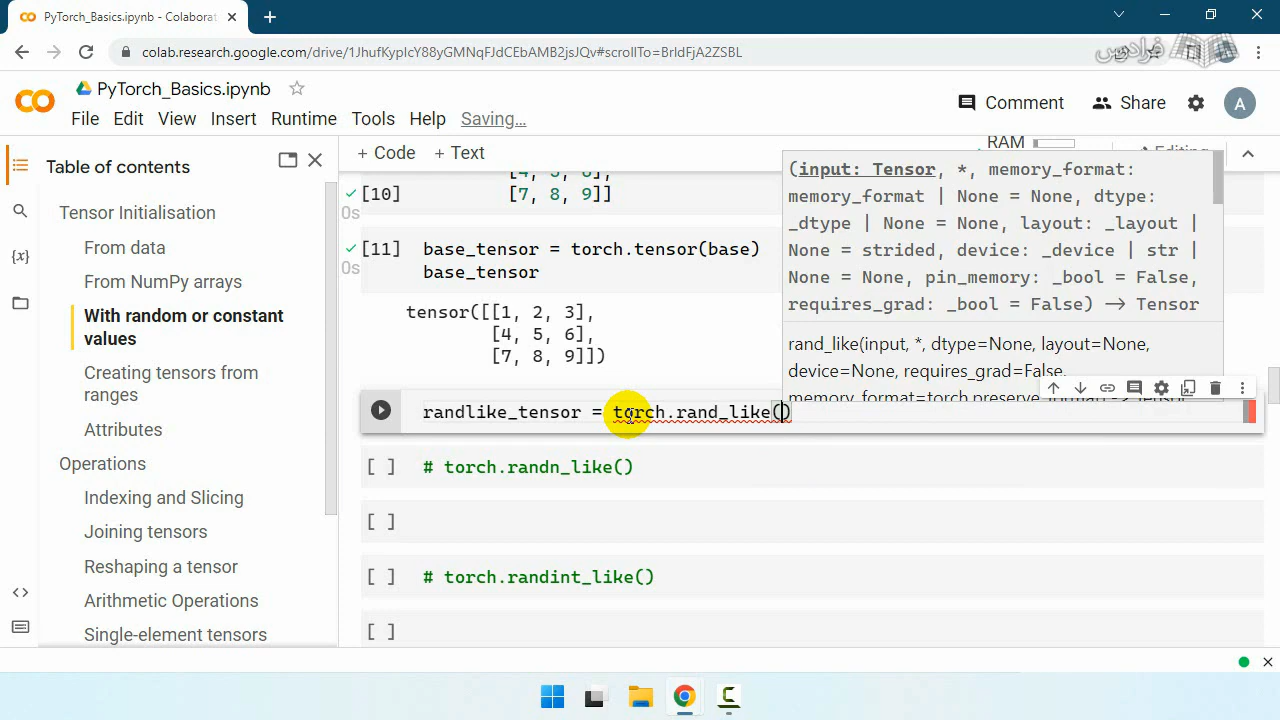 PyTorch_Basics.ipynb - Colaborat
colab.research.google.com/drive/1JhufKypIcY88yGMNqFJdCEbAMB2jsJQv#scrollTo=BrIdFjA2ZSBL
فرادرس
PyTorch_Basics.ipynb
Comment
Share
A
File Edit View Insert Runtime Tools Help Saving...
+ Code + Text
RAM
Editing
Table of contents
Tensor Initialisation
From data
From NumPy arrays
With random or constant
values
Creating tensors from
ranges
Attributes
Operations
Indexing and Slicing
Joining tensors
Reshaping a tensor
Arithmetic Operations
Single-element tensors
[4, 5, 6],
[10] [7, 8, 9]]
0s
[11] base_tensor = torch.tensor(base)
0s base_tensor
tensor([[1, 2, 3],
[4, 5, 6],
[7, 8, 9]])
(input: Tensor, *, memory_format:
memory_format | None = None, dtype:
_dtype | None = None, layout: _layout |
None = strided, device: _device | str |
None = None, pin_memory: _bool = False,
requires_grad: _bool = False) -> Tensor
rand_like(input, *, dtype=None, layout=None,
device=None, requires_grad=False,
memory_format=torch.preserve_format) -> Tensor
randlike_tensor = torch.rand_like()
[ ] # torch.randn_like()
[ ]
[ ] # torch.randint_like()
[ ]